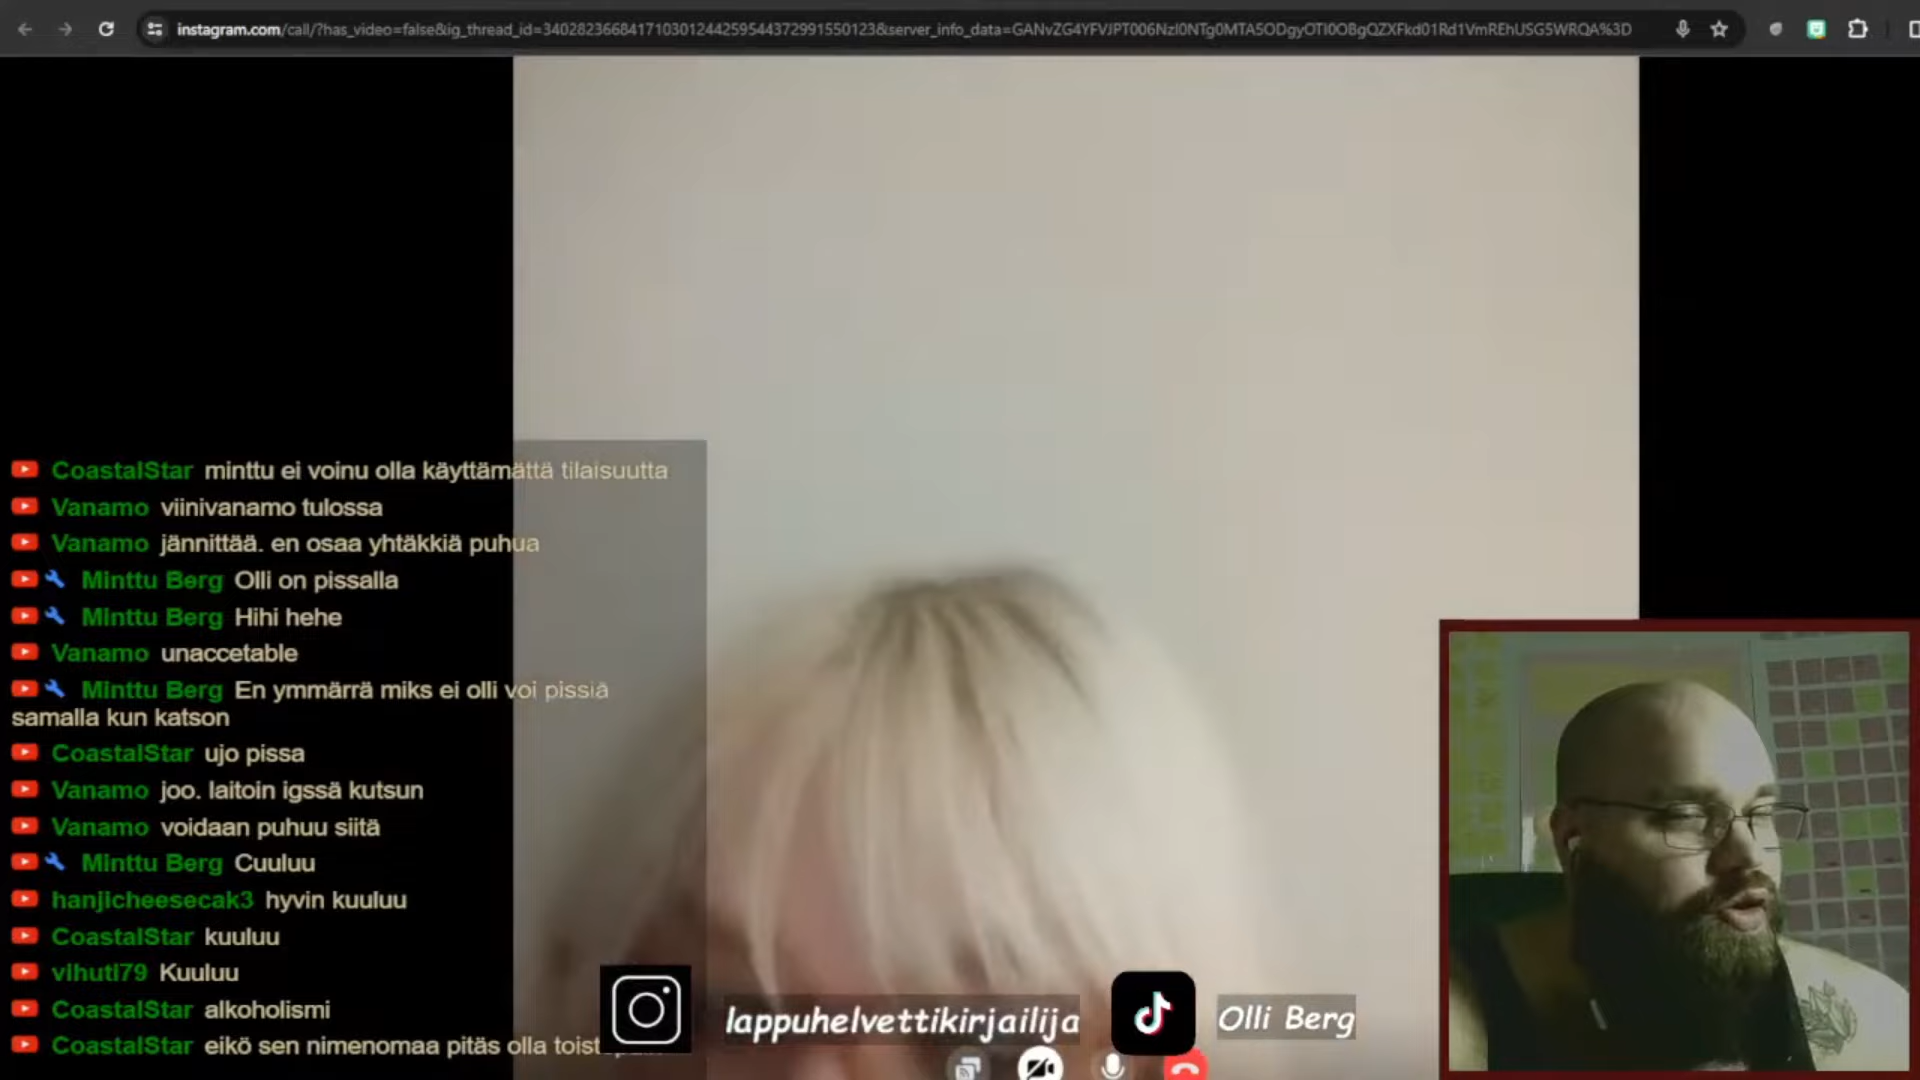 instagram.com/call/?has_video=false&ig_thread_id=340282366841710301244259544372991550123&server_info_data=GANvZG4YFVJPT006NzI0NTg0MTA5ODgyOTI0OBgQZXFkd01Rd1VmREhUSG5WRQA%3D
CoastalStar minttu ei voinu olla käyttämättä tilaisuutta
Vanamo viinivanamo tulossa
Vanamo jännittää. en osaa yhtäkkiä puhua
Minttu Berg Olli on pissalla
Minttu Berg Hihi hehe
Vanamo unaccetable
Minttu Berg En ymmärrä miks ei olli voi pissiä
samalla kun katson
CoastalStar ujo pissa
Vanamo joo. laitoin igssä kutsun
Vanamo voidaan puhuu siitä
Minttu Berg Cuuluu
hanjicheesecak3 hyvin kuuluu
CoastalStar kuuluu
vihuti79 Kuuluu
CoastalStar alkoholismi
CoastalStar eikö sen nimenomaa pitäs olla
lappuhelvettikirjailija
Olli Berg